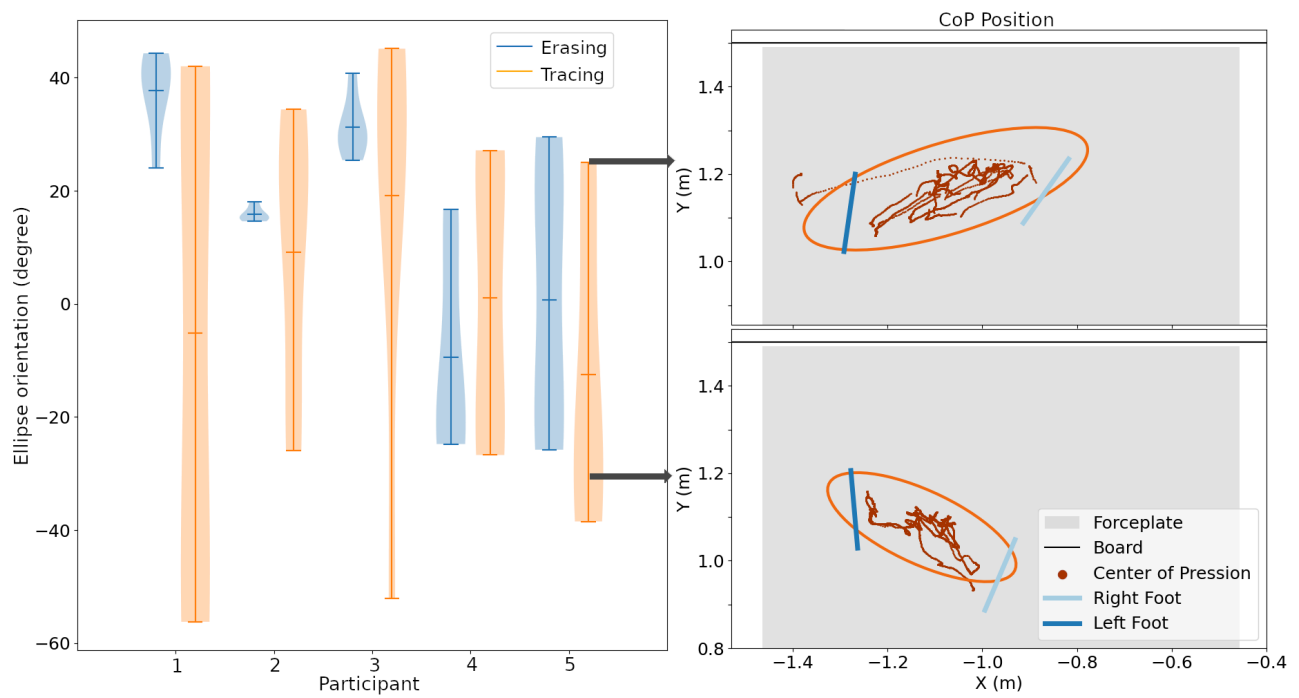 Ellipse orientation (degree)
40
20
0
−20
−40
−60
1
2
3
4
5
Participant
Erasing
Tracing
CoP Position
Y (m)
1.4
1.2
1.0
Y (m)
1.4
1.2
1.0
0.8
−1.4
−1.2
−1.0
−0.8
−0.6
−0.4
X (m)
Forceplate
Board
Center of Pression
Right Foot
Left Foot